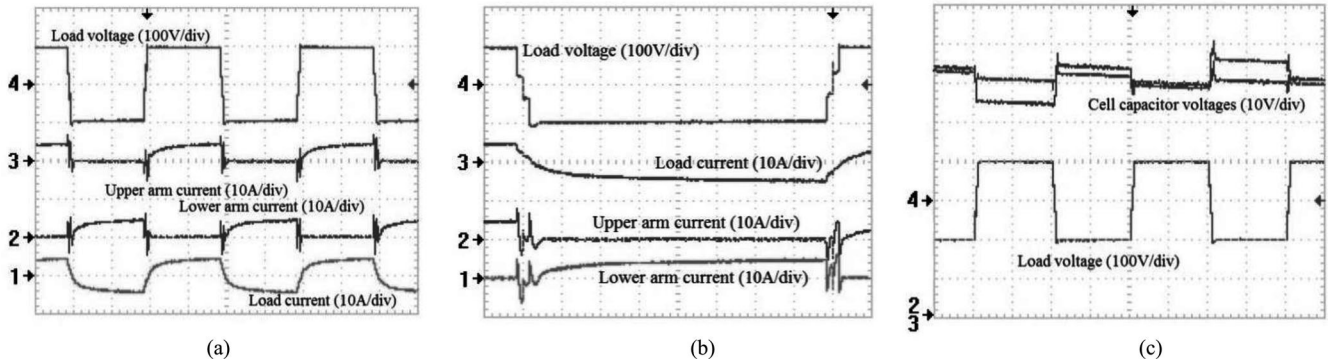 Load voltage (100V/div)
4
3
Upper arm current (10A/div)
Lower arm current (10A/div)
2
1
Load current (10A/div)
(a)
Load voltage (100V/div)
4
3
Load current (10A/div)
Upper arm current (10A/div)
2
1
Lower arm current (10A/div)
(b)
Cell capacitor voltages (10V/div)
4
Load voltage (100V/div)
2
3
(c)